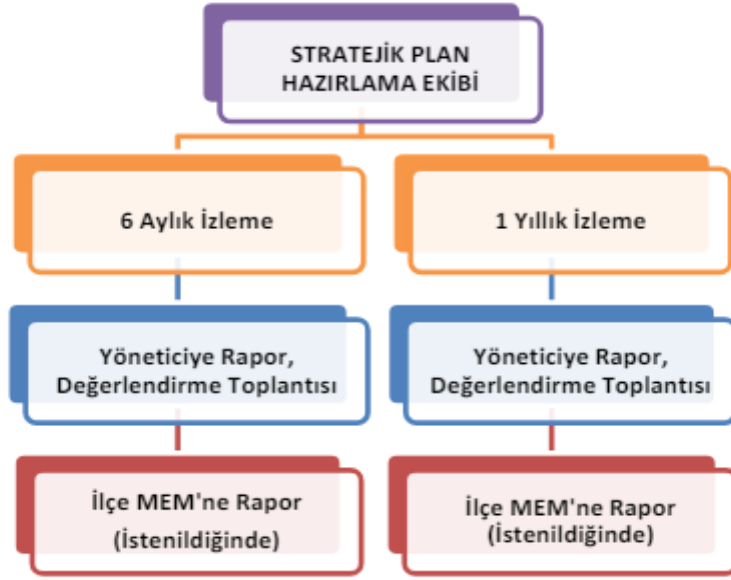 STRATEJİK PLAN
HAZIRLAMA EKİBİ
6 Aylık İzleme
1 Yıllık İzleme
Yöneticiye Rapor,
Değerlendirme Toplantısı
Yöneticiye Rapor,
Değerlendirme Toplantısı
İlçe MEM'ne Rapor
(İstenildiğinde)
İlçe MEM'ne Rapor
(İstenildiğinde)